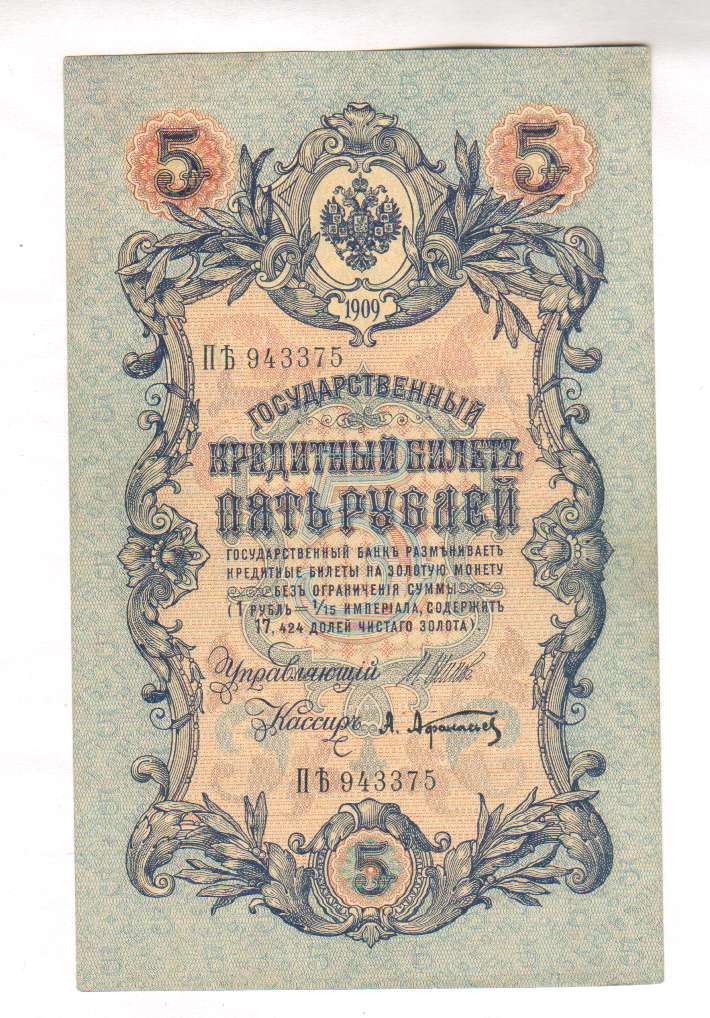 5 5
1909
ПѢ 943375
ГОСУДАРСТВЕННЫЙ
КРЕДИТНЫЙ БИЛЕТЪ
ПЯТЬ РУБЛЕЙ
ГОСУДАРСТВЕННЫЙ БАНКЪ РАЗМѢНИВАЕТЪ
КРЕДИТНЫЕ БИЛЕТЫ НА ЗОЛОТУЮ МОНЕТУ
БЕЗЪ ОГРАНИЧЕНІЯ СУММЫ
(1 РУБЛЬ = 1/15 ИМПЕРІАЛА, СОДЕРЖИТЪ
17,424 ДОЛЕЙ ЧИСТАГО ЗОЛОТА).
Управляющій
Кассиръ А. Афанасьев
ПѢ 943375
5